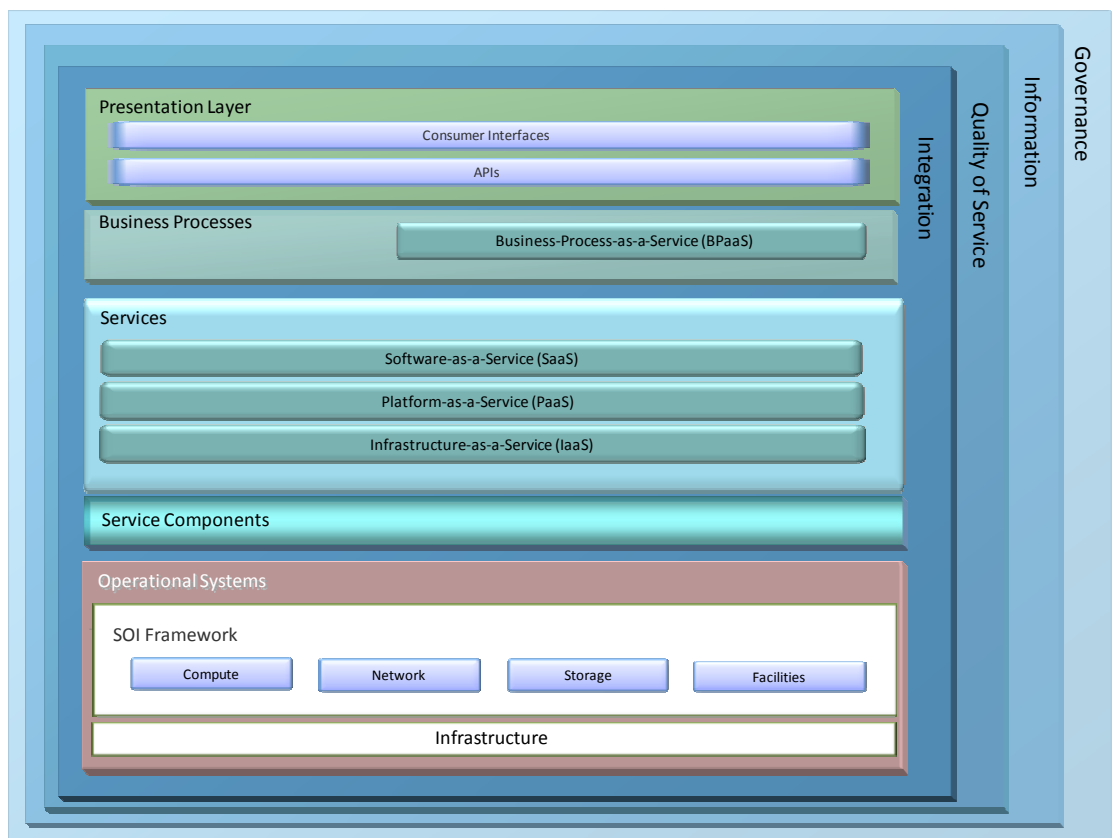 Presentation Layer
Consumer Interfaces
APIs
Business Processes
Business-Process-as-a-Service (BPaaS)
Services
Software-as-a-Service (SaaS)
Platform-as-a-Service (PaaS)
Infrastructure-as-a-Service (IaaS)
Service Components
Operational Systems
SOI Framework
Compute
Network
Storage
Facilities
Infrastructure
Integration
Quality of Service
Information
Governance